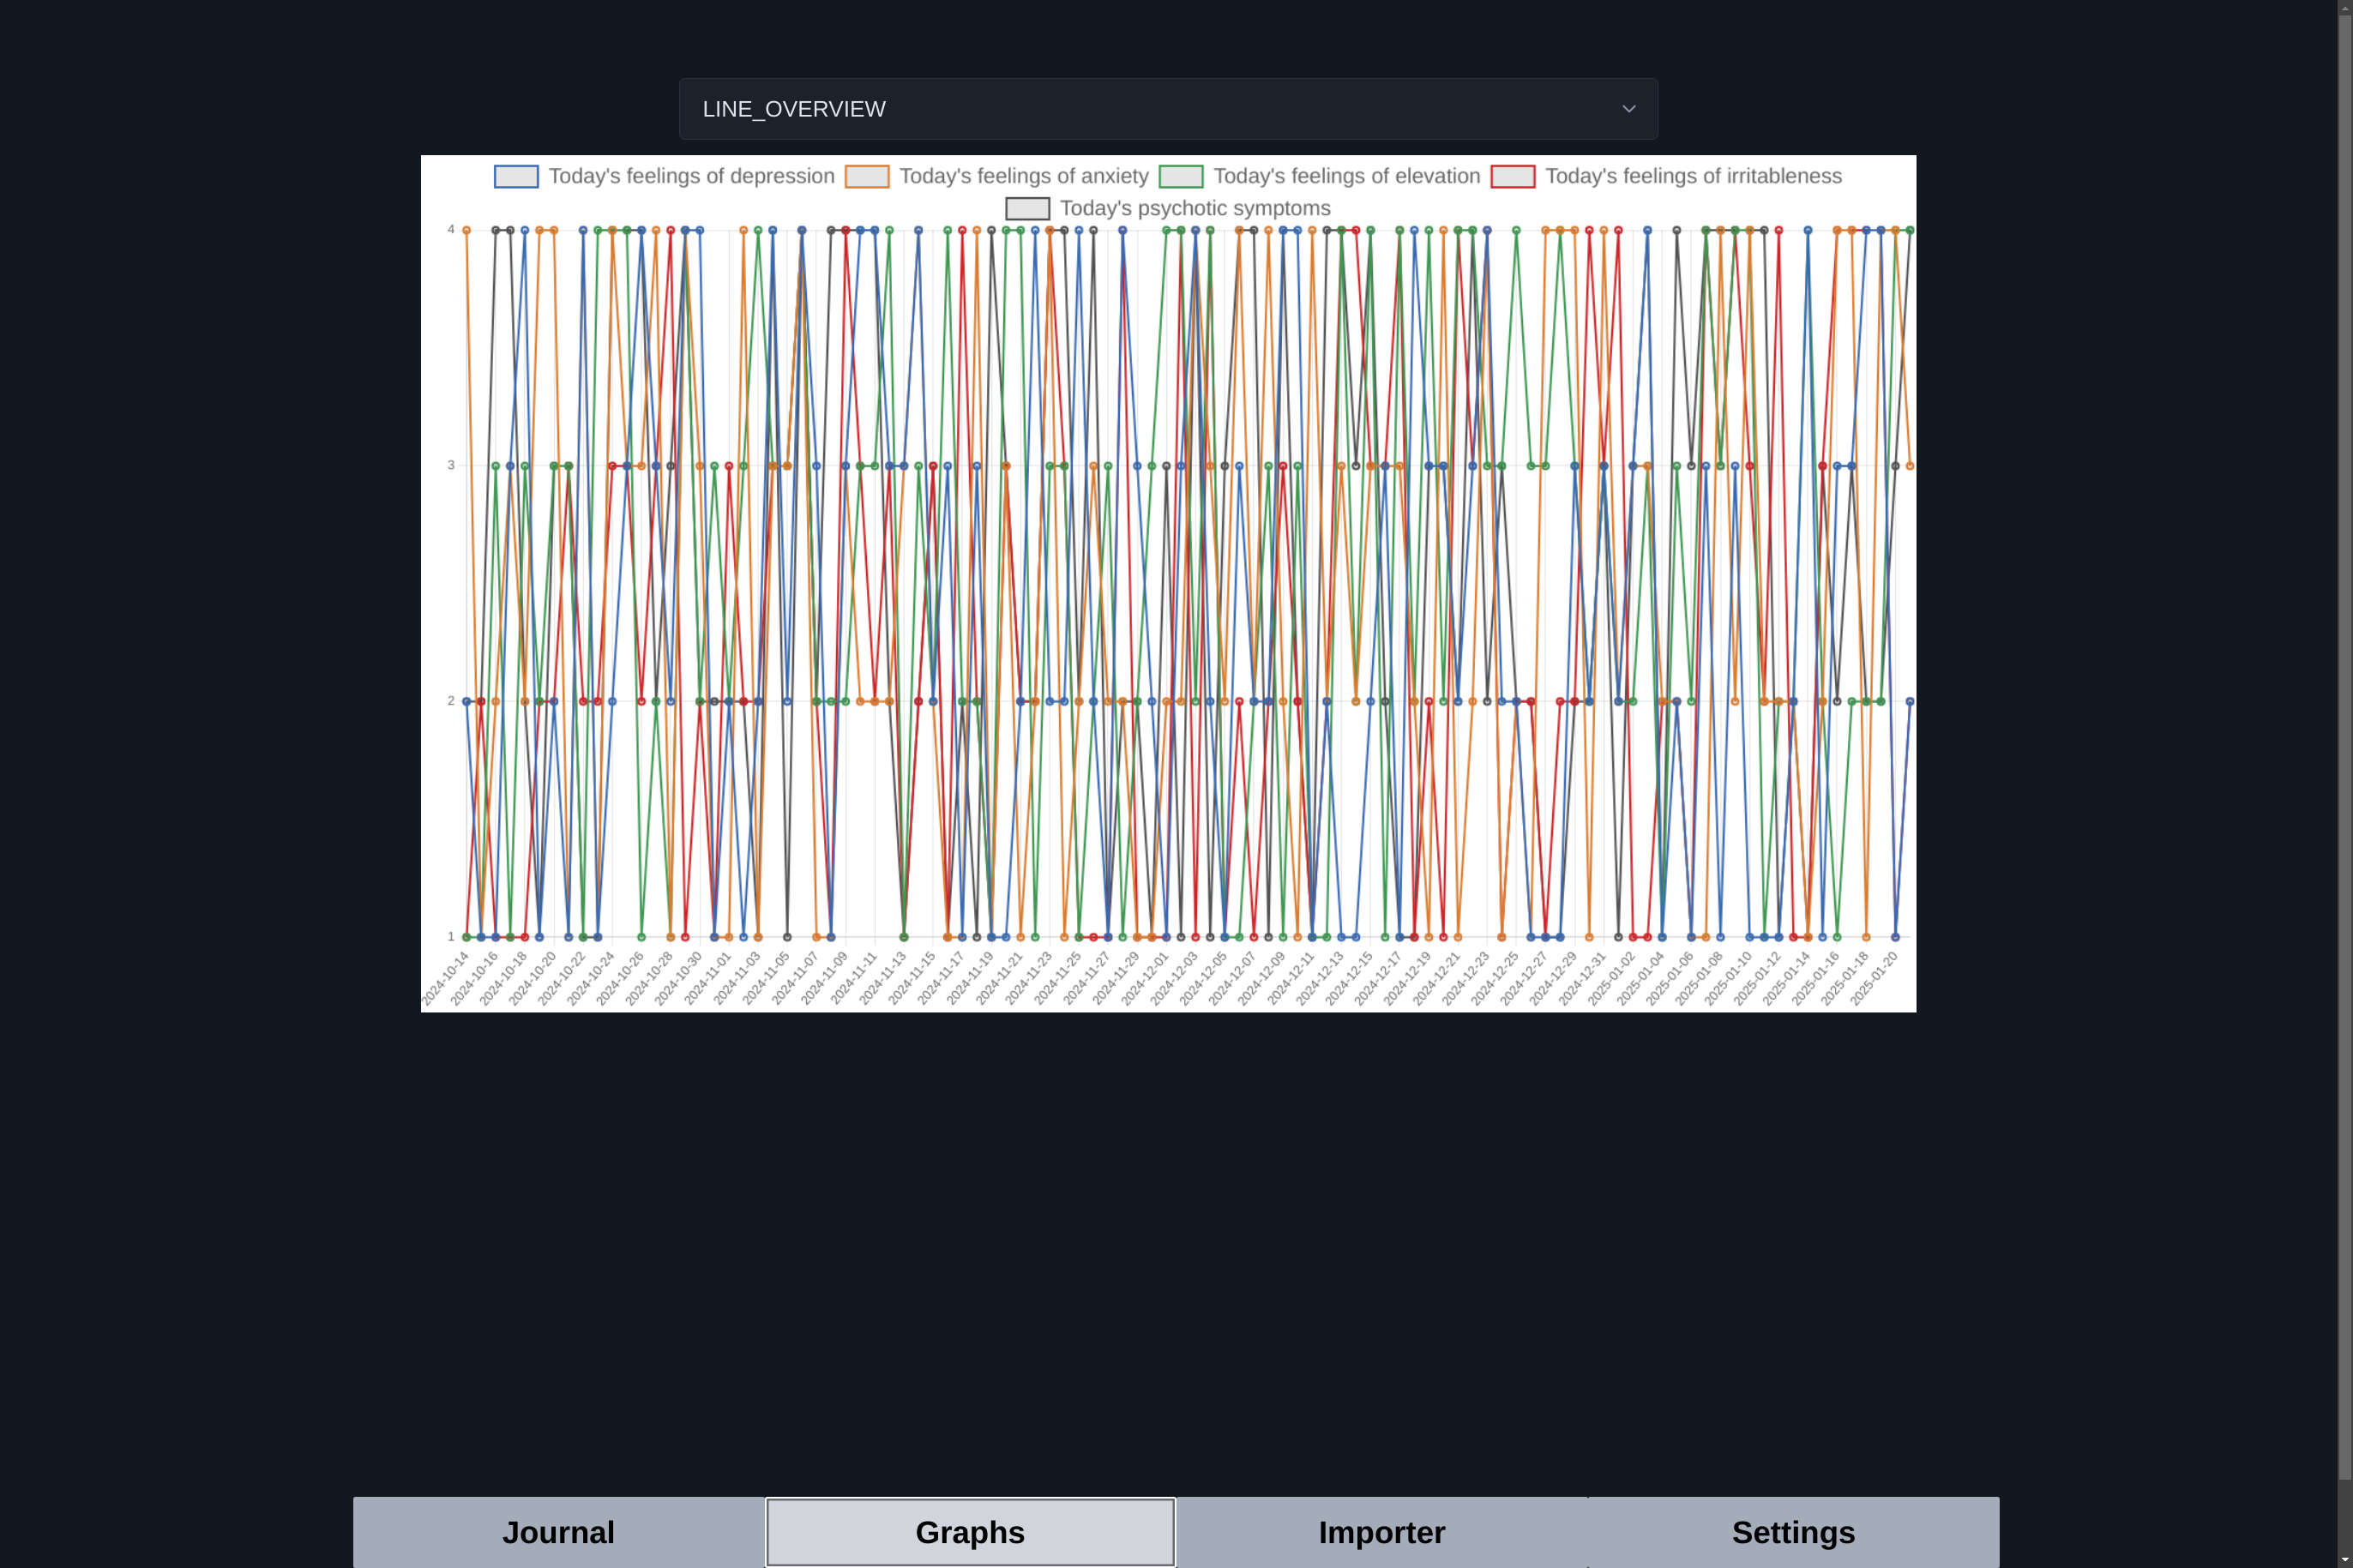 LINE_OVERVIEW
Today's feelings of depression Today's feelings of anxiety Today's feelings of elevation Today's feelings of irritableness
Today's psychotic symptoms
4
3
2
1
2024-10-14 2024-10-16 2024-10-18 2024-10-20 2024-10-22 2024-10-24 2024-10-26 2024-10-28 2024-10-30 2024-11-01 2024-11-03 2024-11-05 2024-11-07 2024-11-09 2024-11-11 2024-11-13 2024-11-15 2024-11-17 2024-11-19 2024-11-21 2024-11-23 2024-11-25 2024-11-27 2024-11-29 2024-12-01 2024-12-03 2024-12-05 2024-12-07 2024-12-09 2024-12-11 2024-12-13 2024-12-15 2024-12-17 2024-12-19 2024-12-21 2024-12-23 2024-12-25 2024-12-27 2024-12-29 2024-12-31 2025-01-02 2025-01-04 2025-01-06 2025-01-08 2025-01-10 2025-01-12 2025-01-14 2025-01-16 2025-01-18 2025-01-20
Journal Graphs Importer Settings